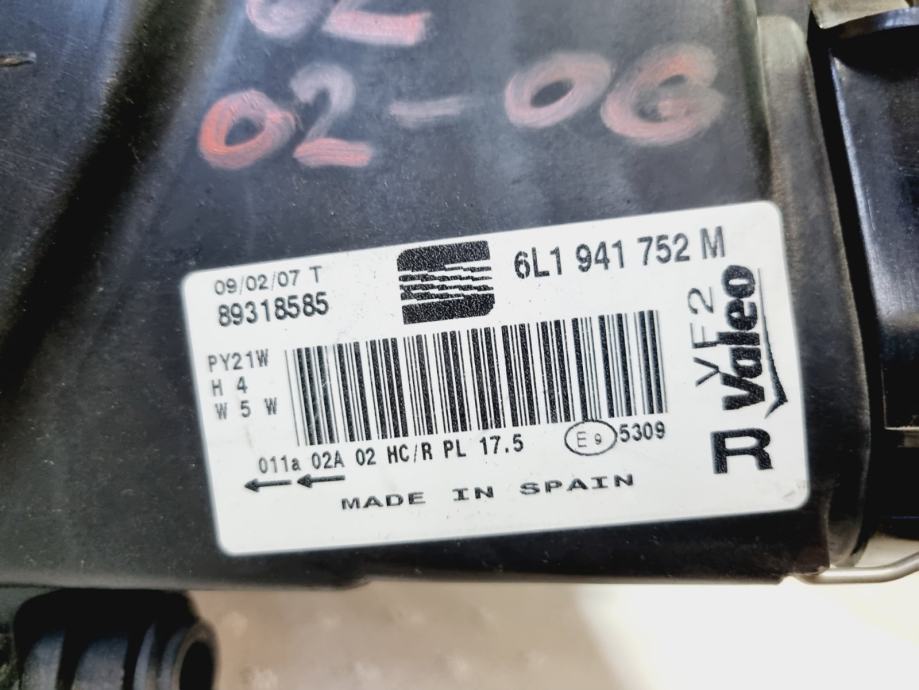 02
02-06
09/02/07 T
89318585
6L1 941 752 M
PY21W
H 4
W 5 W
VF2
Valeo
R
011a 02A 02 HC/R PL 17.5
E9 5309
MADE IN SPAIN